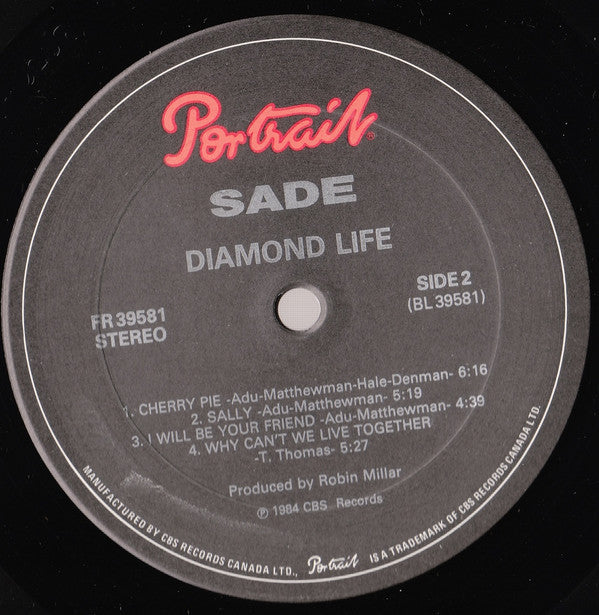 Portrait®
SADE
DIAMOND LIFE
FR 39581
STEREO
SIDE 2
(BL 39581)
1. CHERRY PIE -Adu-Matthewman-Hale-Denman- 6:16
2. SALLY -Adu-Matthewman- 5:19
3. I WILL BE YOUR FRIEND -Adu-Matthewman- 4:39
4. WHY CAN'T WE LIVE TOGETHER
-T. Thomas- 5:27
Produced by Robin Millar
℗ 1984 CBS Records
MANUFACTURED BY CBS RECORDS CANADA LTD., Portrait IS A TRADEMARK OF CBS RECORDS CANADA LTD.